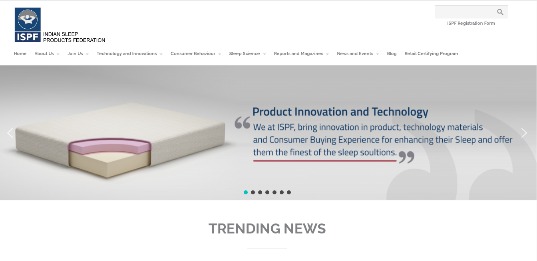 ISPF
INDIAN SLEEP
PRODUCTS FEDERATION
ISPF Registration Form
Home About Us Join Us Technology and Innovations Consumer Behaviour Sleep Science Reports and Magazines News and Events Blog Retail Certifying Program
Product Innovation and Technology
“ We at ISPF, bring innovation in product, technology materials
and Consumer Buying Experience for enhancing their Sleep and offer
them the finest of the sleep soultions. ”
TRENDING NEWS